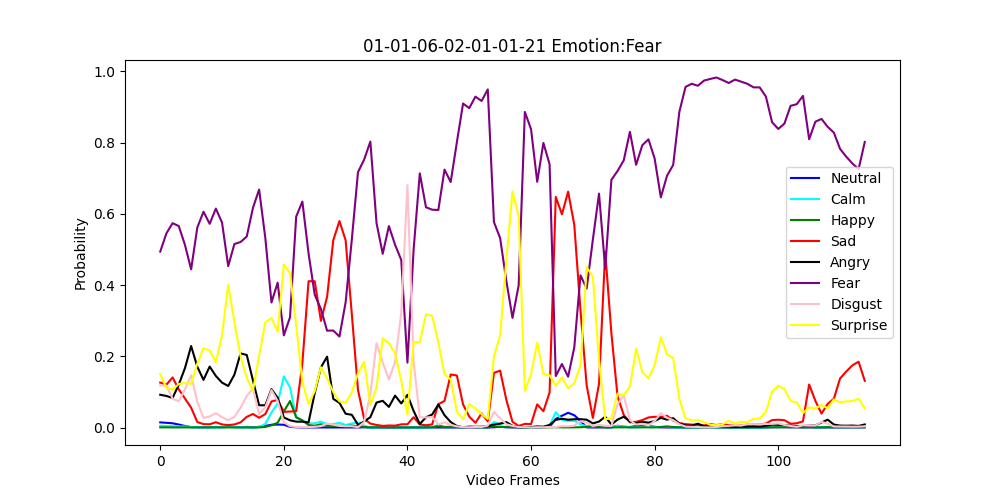 01-01-06-02-01-01-21 Emotion:Fear
1.0
0.8
0.6
0.4
0.2
0.0
Probability
0 20 40 60 80 100
Video Frames
Neutral
Calm
Happy
Sad
Angry
Fear
Disgust
Surprise